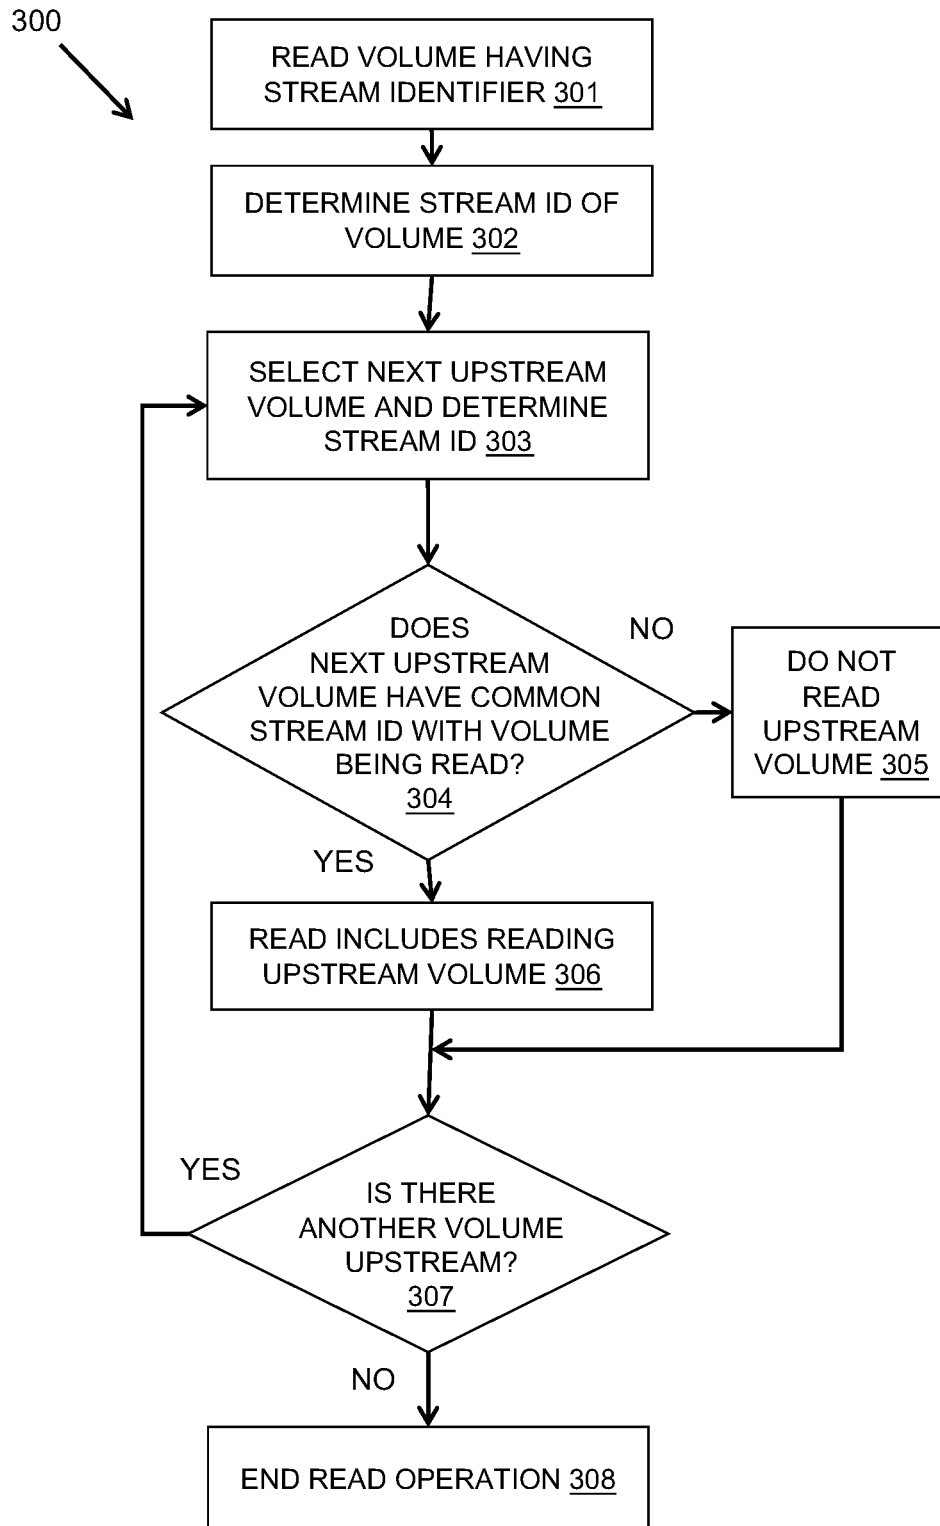 300
READ VOLUME HAVING
STREAM IDENTIFIER 301
DETERMINE STREAM ID OF
VOLUME 302
SELECT NEXT UPSTREAM
VOLUME AND DETERMINE
STREAM ID 303
DOES
NEXT UPSTREAM
VOLUME HAVE COMMON
STREAM ID WITH VOLUME
BEING READ?
304
NO
DO NOT
READ
UPSTREAM
VOLUME 305
YES
READ INCLUDES READING
UPSTREAM VOLUME 306
YES
IS THERE
ANOTHER VOLUME
UPSTREAM?
307
NO
END READ OPERATION 308